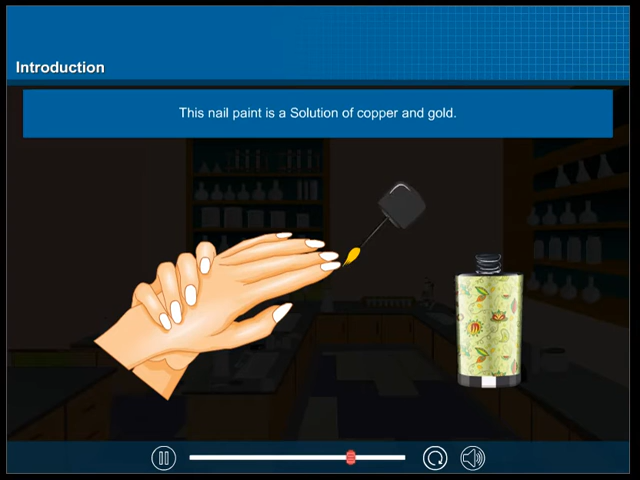 Introduction
This nail paint is a Solution of copper and gold.